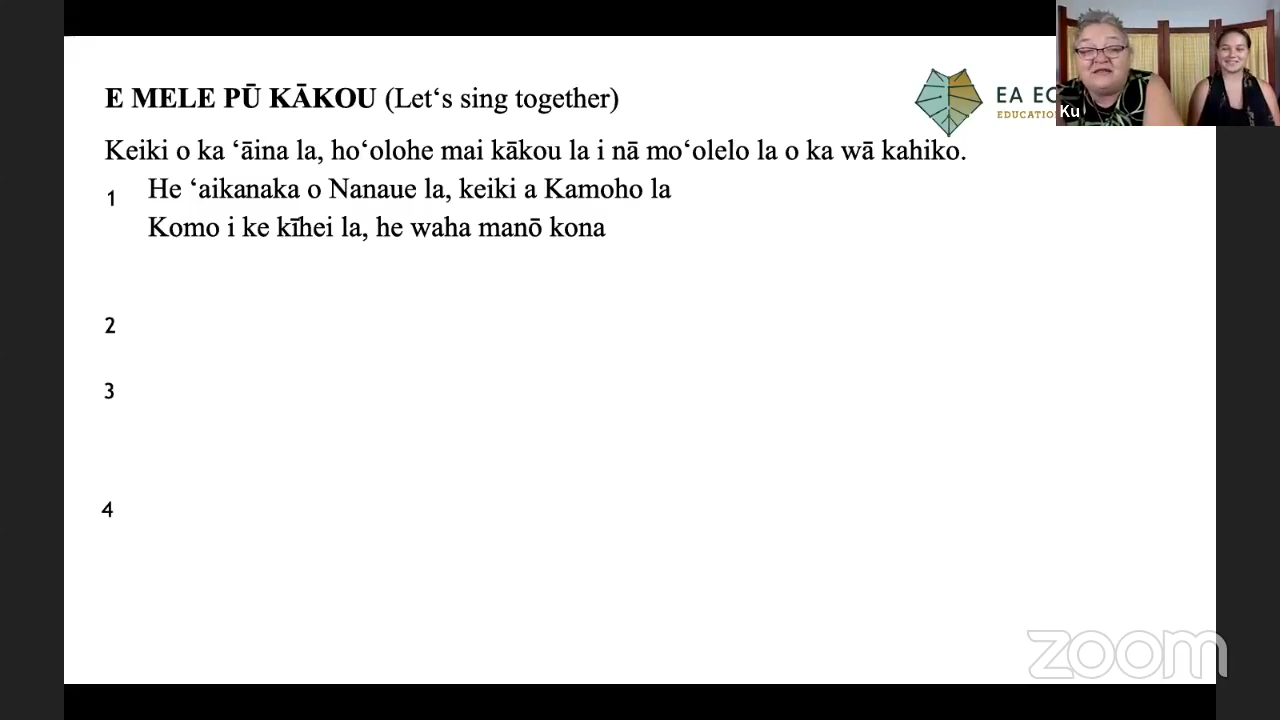 E MELE PŪ KĀKOU (Let‘s sing together)
EA EC
EDUCATIO
Ku
Keiki o ka ‘āina la, ho‘olohe mai kākou la i nā mo‘olelo la o ka wā kahiko.
1 He ‘aikanaka o Nanaue la, keiki a Kamoho la
Komo i ke kīhei la, he waha manō kona
2
3
4
zoom